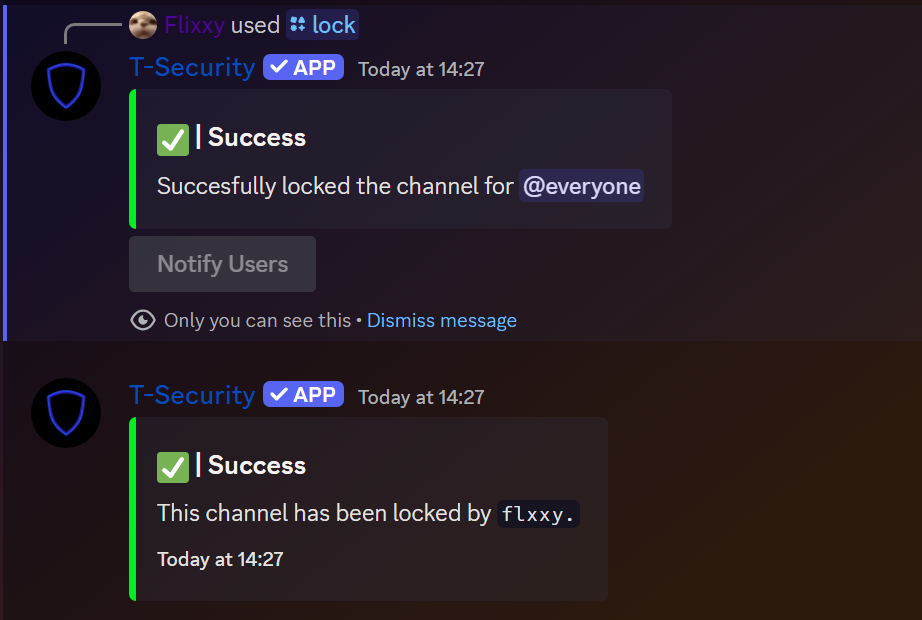 Flixxy used lock
T-Security ✓ APP Today at 14:27
✅ | Success
Succesfully locked the channel for @everyone
Notify Users
Only you can see this • Dismiss message
T-Security ✓ APP Today at 14:27
✅ | Success
This channel has been locked by flxxy.
Today at 14:27